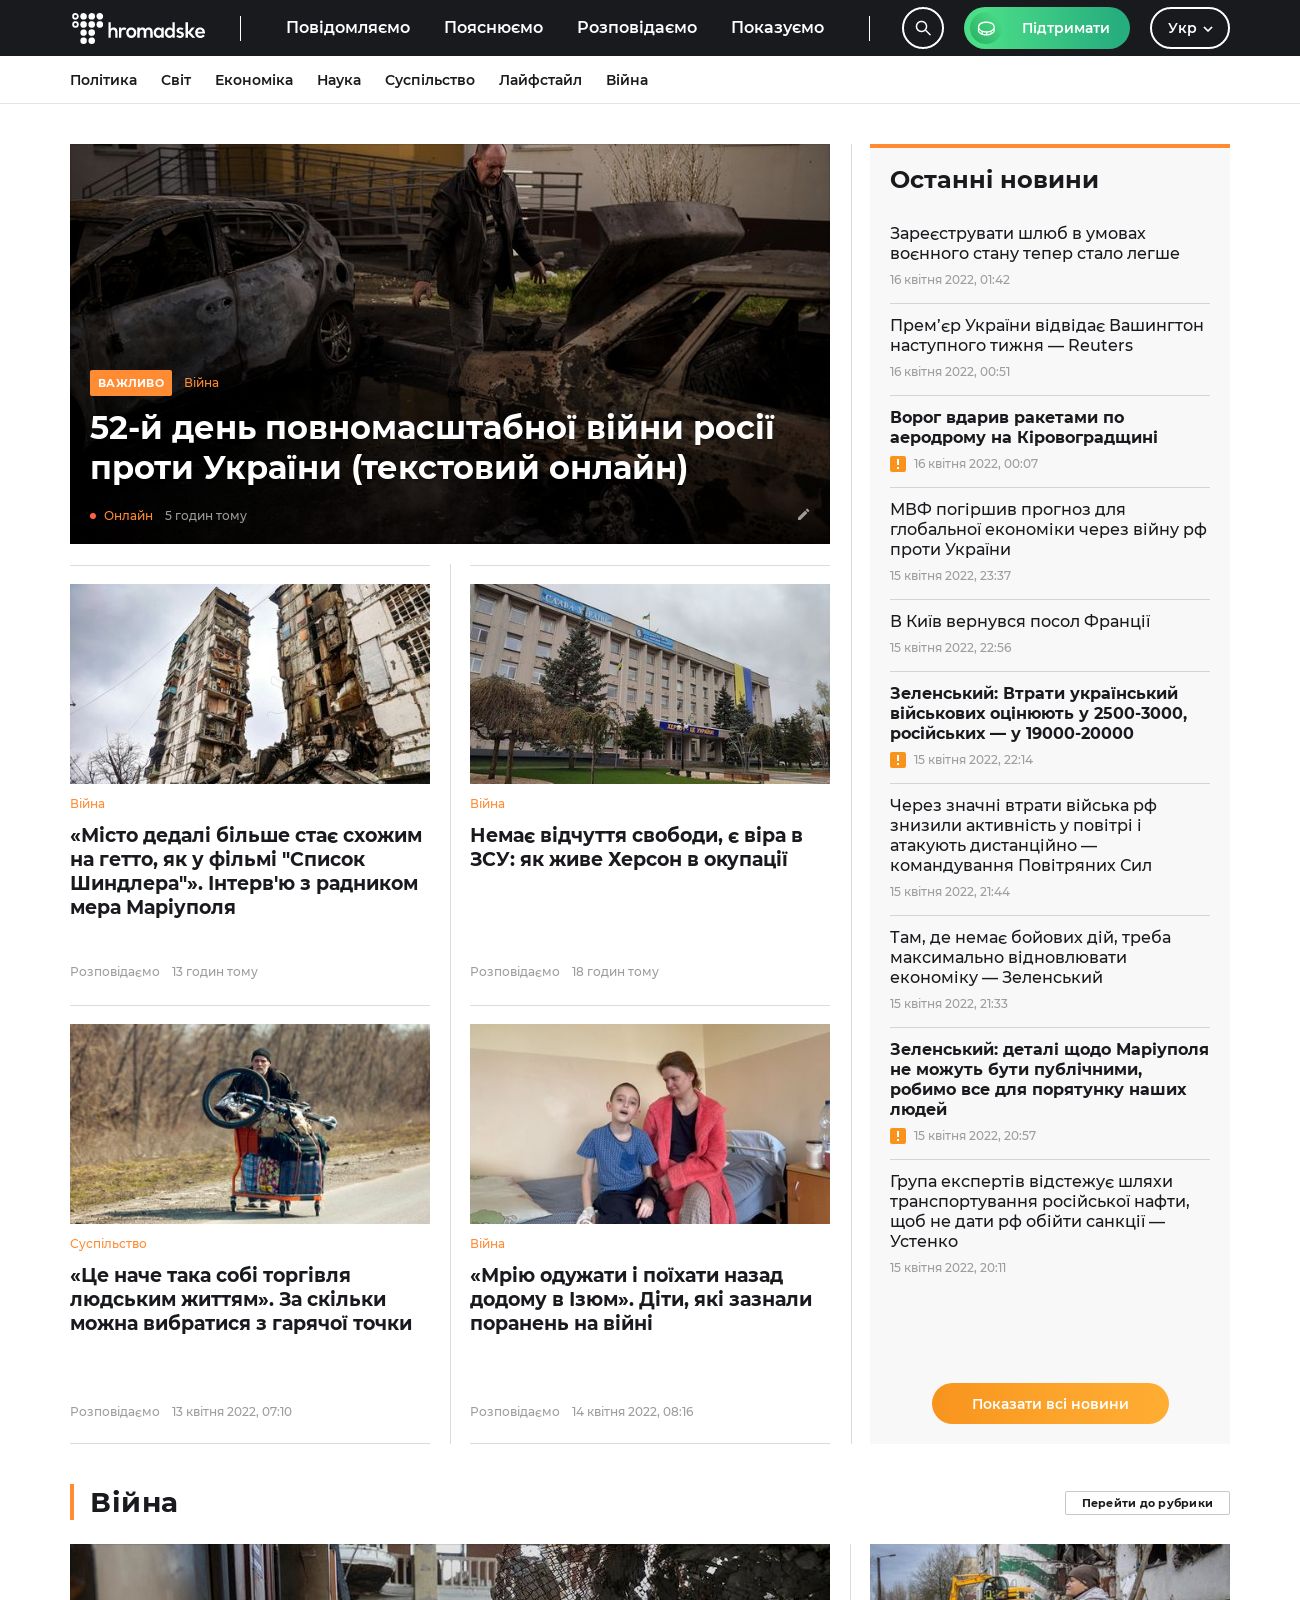 hromadske
Повідомляємо
Пояснюємо
Розповідаємо
Показуємо
Підтримати
Укр
Політика
Світ
Економіка
Наука
Суспільство
Лайфстайл
Війна
ВАЖЛИВО
Війна
52-й день повномасштабної війни росії
проти України (текстовий онлайн)
Онлайн
5 годин тому
СЛАВА УКРАЇНІ
Війна
«Місто дедалі більше стає схожим
на гетто, як у фільмі "Список
Шиндлера"». Інтерв'ю з радником
мера Маріуполя
Розповідаємо
13 годин тому
Війна
Немає відчуття свободи, є віра в
ЗСУ: як живе Херсон в окупації
Розповідаємо
18 годин тому
Суспільство
«Це наче така собі торгівля
людським життям». За скільки
можна вибратися з гарячої точки
Розповідаємо
13 квітня 2022, 07:10
Війна
«Мрію одужати і поїхати назад
додому в Ізюм». Діти, які зазнали
поранень на війні
Розповідаємо
14 квітня 2022, 08:16
Останні новини
Зареєструвати шлюб в умовах
воєнного стану тепер стало легше
16 квітня 2022, 01:42
Прем’єр України відвідає Вашингтон
наступного тижня — Reuters
16 квітня 2022, 00:51
Ворог вдарив ракетами по
аеродрому на Кіровоградщині
16 квітня 2022, 00:07
МВФ погіршив прогноз для
глобальної економіки через війну рф
проти України
15 квітня 2022, 23:37
В Київ вернувся посол Франції
15 квітня 2022, 22:56
Зеленський: Втрати український
військових оцінюють у 2500-3000,
російських — у 19000-20000
15 квітня 2022, 22:14
Через значні втрати війська рф
знизили активність у повітрі і
атакують дистанційно —
командування Повітряних Сил
15 квітня 2022, 21:44
Там, де немає бойових дій, треба
максимально відновлювати
економіку — Зеленський
15 квітня 2022, 21:33
Зеленський: деталі щодо Маріуполя
не можуть бути публічними,
робимо все для порятунку наших
людей
15 квітня 2022, 20:57
Група експертів відстежує шляхи
транспортування російської нафти,
щоб не дати рф обійти санкції —
Устенко
15 квітня 2022, 20:11
Показати всі новини
Війна
Перейти до рубрики